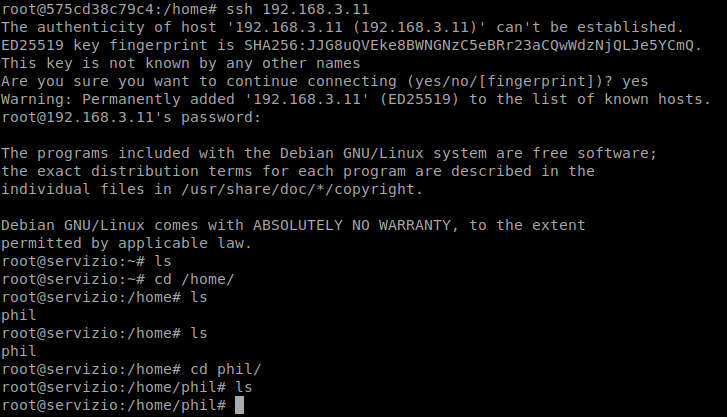 root@575cd38c79c4:/home# ssh 192.168.3.11
The authenticity of host '192.168.3.11 (192.168.3.11)' can't be established.
ED25519 key fingerprint is SHA256:JJG8uQVEke8BWNGNzC5eBRr23aCQwWdzNjQLJe5YCmQ.
This key is not known by any other names
Are you sure you want to continue connecting (yes/no/[fingerprint])? yes
Warning: Permanently added '192.168.3.11' (ED25519) to the list of known hosts.
root@192.168.3.11's password:

The programs included with the Debian GNU/Linux system are free software;
the exact distribution terms for each program are described in the
individual files in /usr/share/doc/*/copyright.

Debian GNU/Linux comes with ABSOLUTELY NO WARRANTY, to the extent
permitted by applicable law.
root@servizio:~# ls
root@servizio:~# cd /home/
root@servizio:/home# ls
phil
root@servizio:/home# ls
phil
root@servizio:/home# cd phil/
root@servizio:/home/phil# ls
root@servizio:/home/phil#